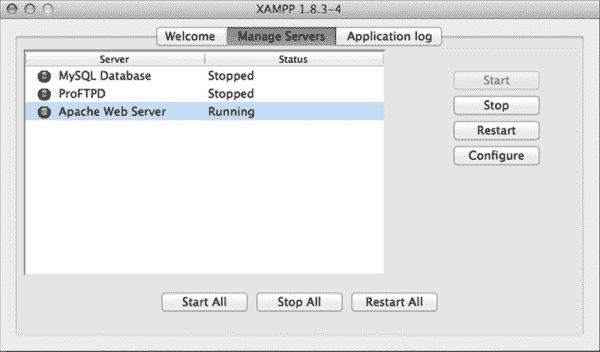 XAMPP 1.8.3-4
Welcome Manage Servers Application log
Server Status
MySQL Database Stopped
ProFTPD Stopped
Apache Web Server Running
Start
Stop
Restart
Configure
Start All Stop All Restart All